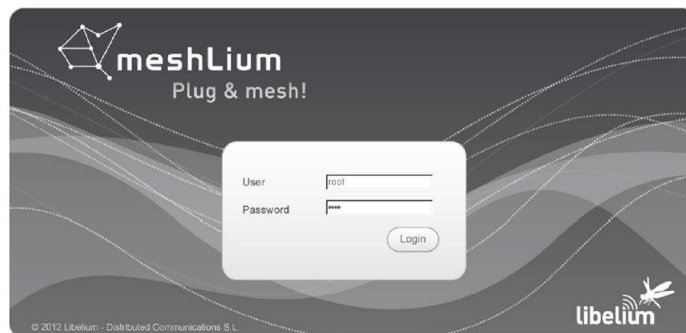 meshLium
Plug & mesh!
User root
Password ••••
Login
© 2012 Libelium - Distributed Communications S.L.
libelium